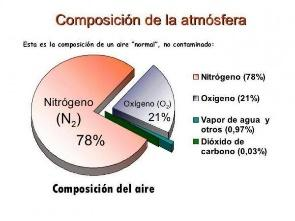 Composición de la atmósfera
Esta es la composición de un aire "normal", no contaminado:
Nitrógeno
(N₂)
78%
Oxígeno (O₂)
21%
Nitrógeno (78%)
Oxígeno (21%)
Vapor de agua y
otros (0,97%)
Dióxido de
carbono (0,03%)
Composición del aire